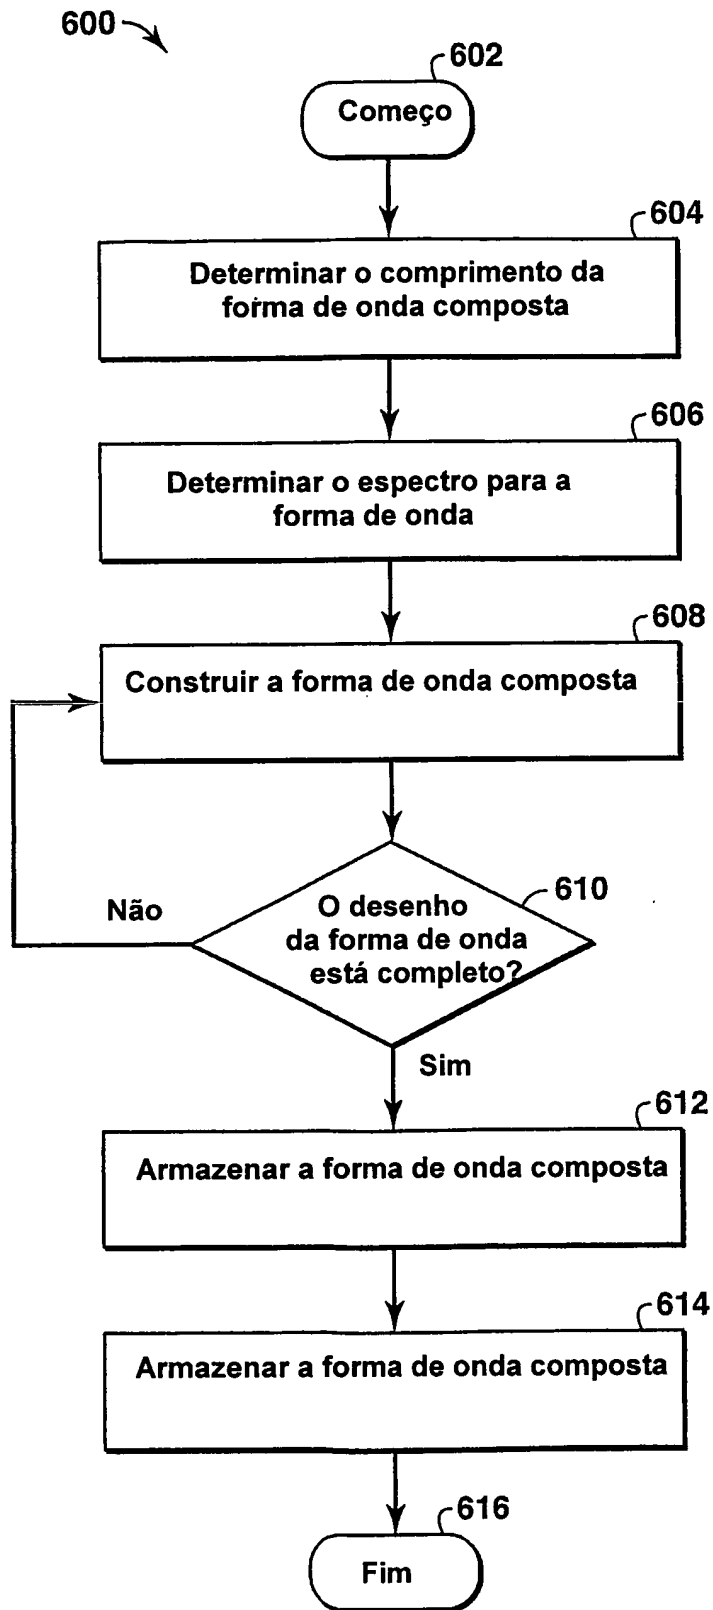 600
602
Começo
604
Determinar o comprimento da
forma de onda composta
606
Determinar o espectro para a
forma de onda
608
Construir a forma de onda composta
610
O desenho
da forma de onda
está completo?
Não
Sim
612
Armazenar a forma de onda composta
614
Armazenar a forma de onda composta
616
Fim